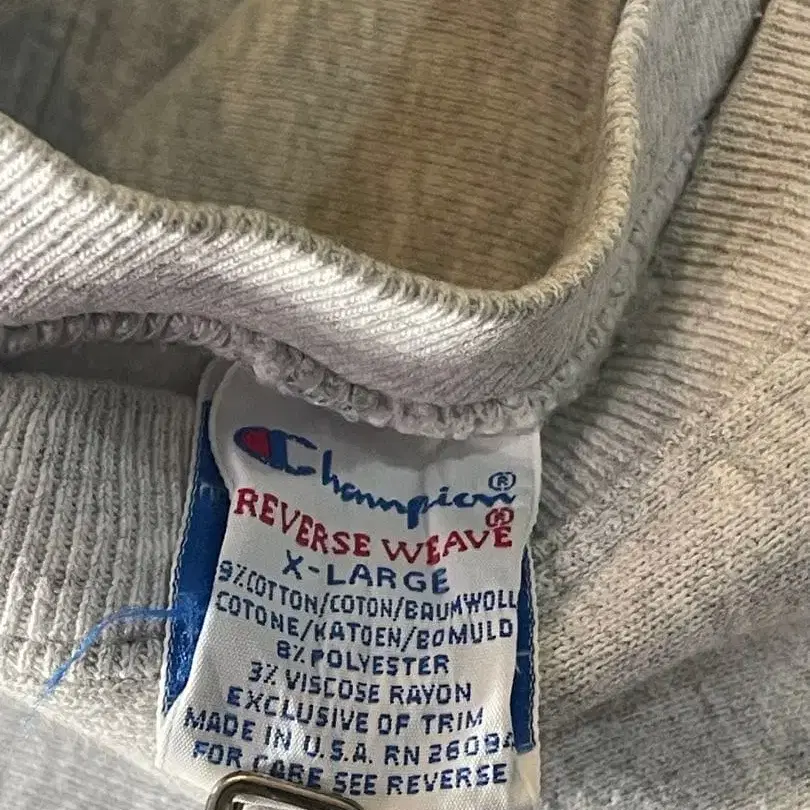 Champion®
REVERSE WEAVE®
X-LARGE
9%COTTON/COTON/BAUMWOLL
COTONE/KATOEN/BOMULD
8% POLYESTER
3% VISCOSE RAYON
EXCLUSIVE OF TRIM
MADE IN U.S.A. RN 26094
FOR CARE SEE REVERSE